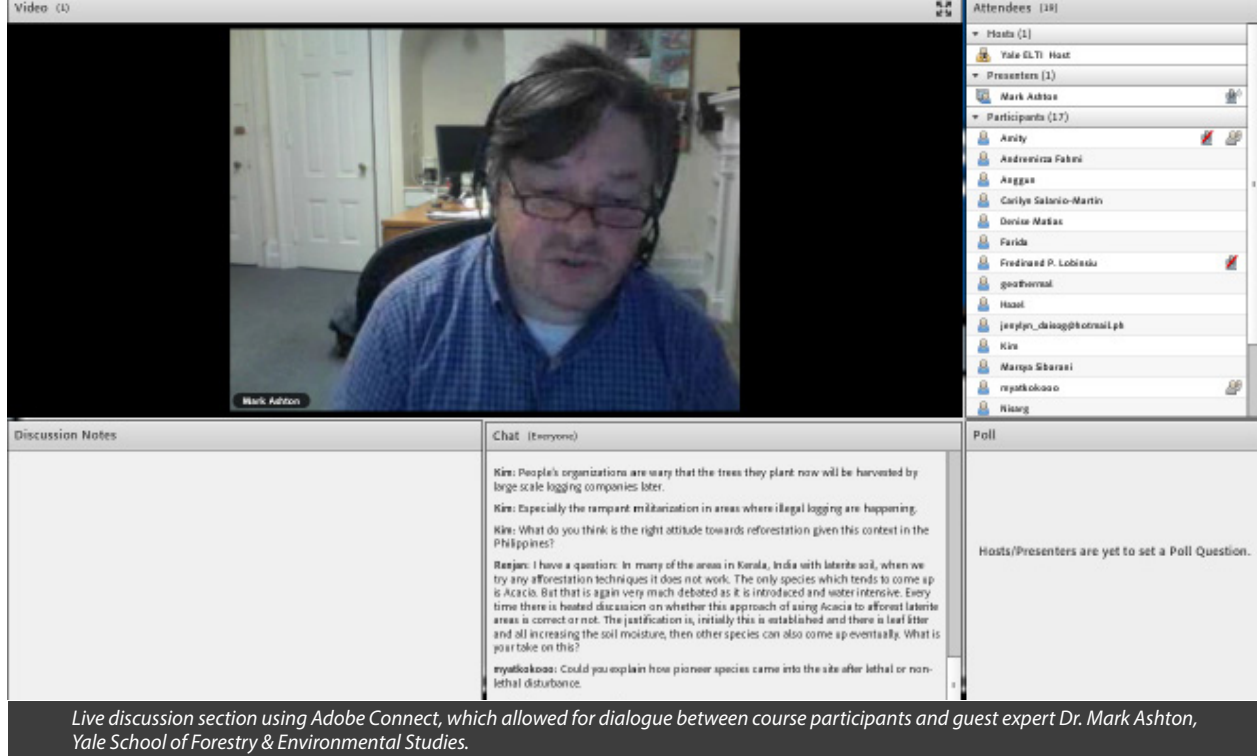 Video (1)
Mark Ashton
Attendees (19)
Hosts (1)
Yale ELTI Host
Presenters (1)
Mark Ashton
Participants (17)
Amity
Andremirza Fahmi
Anggun
Carilyn Salanio-Martin
Denise Matias
Farida
Fredinand P. Lobinsiu
geothermal
Hazel
jenylyn_daisog@hotmail.ph
Kim
Marsya Sibarani
myatkokooo
Nisarg
Discussion Notes
Chat (Everyone)
Kim: People's organizations are wary that the trees they plant now will be harvested by
large scale logging companies later.
Kim: Especially the rampant militarization in areas where illegal logging are happening.
Kim: What do you think is the right attitude towards reforestation given this context in the
Philippines?
Ranjan: I have a question: In many of the areas in Kerala, India with laterite soil, when we
try any afforestation techniques it does not work. The only species which tends to come up
is Acacia. But that is again very much debated as it is introduced and water intensive. Every
time there is heated discussion on whether this approach of using Acacia to afforest laterite
areas is correct or not. The justification is, initially this is established and there is leaf litter
and all increasing the soil moisture, then other species can also come up eventually. What is
your take on this?
myatkokooo: Could you explain how pioneer species came into the site after lethal or non-
lethal disturbance.
Poll
Hosts/Presenters are yet to set a Poll Question.
Live discussion section using Adobe Connect, which allowed for dialogue between course participants and guest expert Dr. Mark Ashton,
Yale School of Forestry & Environmental Studies.